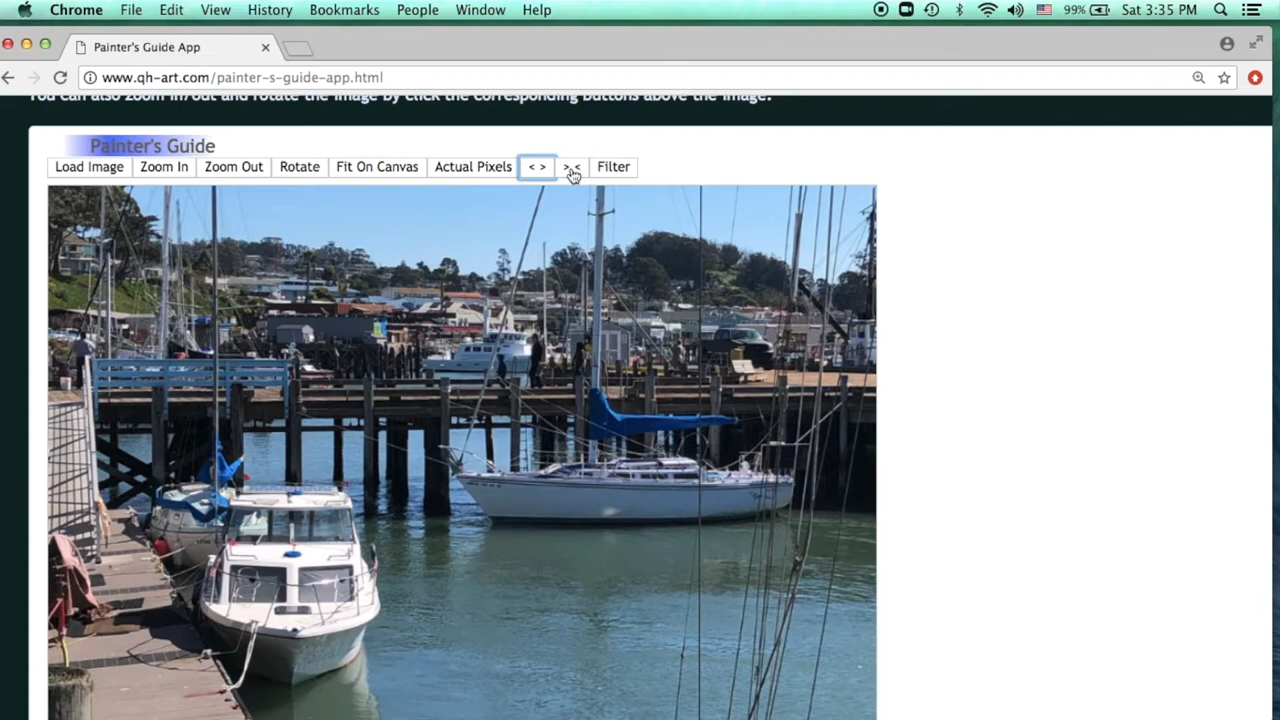 Chrome File Edit View History Bookmarks People Window Help 99% Sat 3:35 PM
Painter's Guide App
www.qh-art.com/painter-s-guide-app.html
You can also zoom in/out and rotate the image by click the corresponding buttons above the image.
Painter's Guide
Load Image Zoom In Zoom Out Rotate Fit On Canvas Actual Pixels < > > < Filter